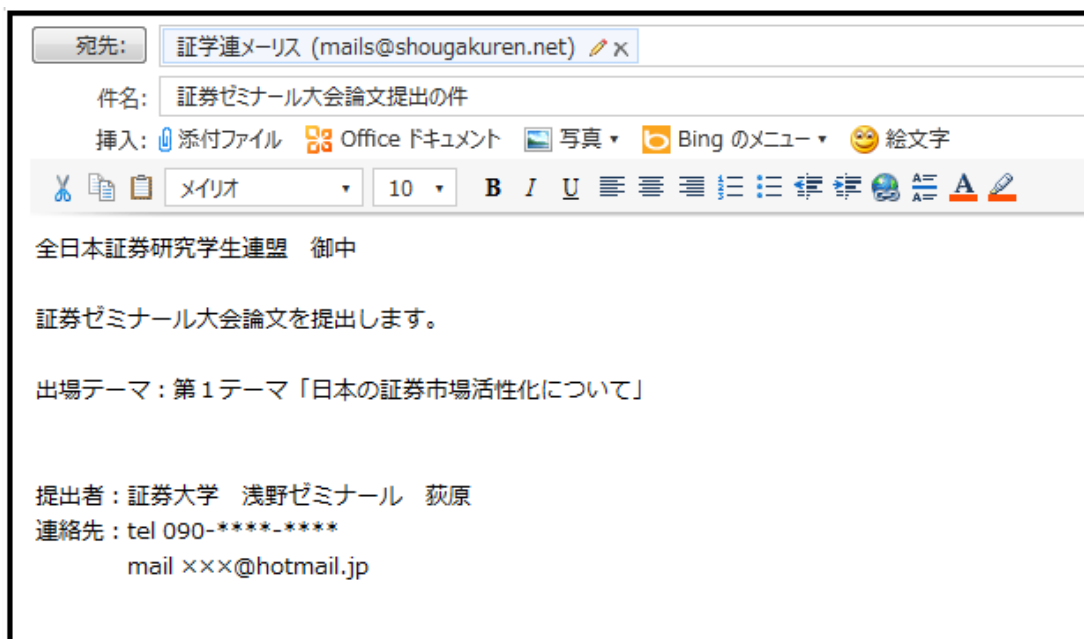 宛先: 証学連メーリス (mails@shougakuren.net)
件名: 証券ゼミナール大会論文提出の件
挿入: 添付ファイル Office ドキュメント 写真 Bing のメニュー 絵文字
メイリオ 10 B I U A
全日本証券研究学生連盟　御中
証券ゼミナール大会論文を提出します。
出場テーマ：第１テーマ「日本の証券市場活性化について」
提出者：証券大学　浅野ゼミナール　荻原
連絡先：tel 090-****-****
mail ×××@hotmail.jp